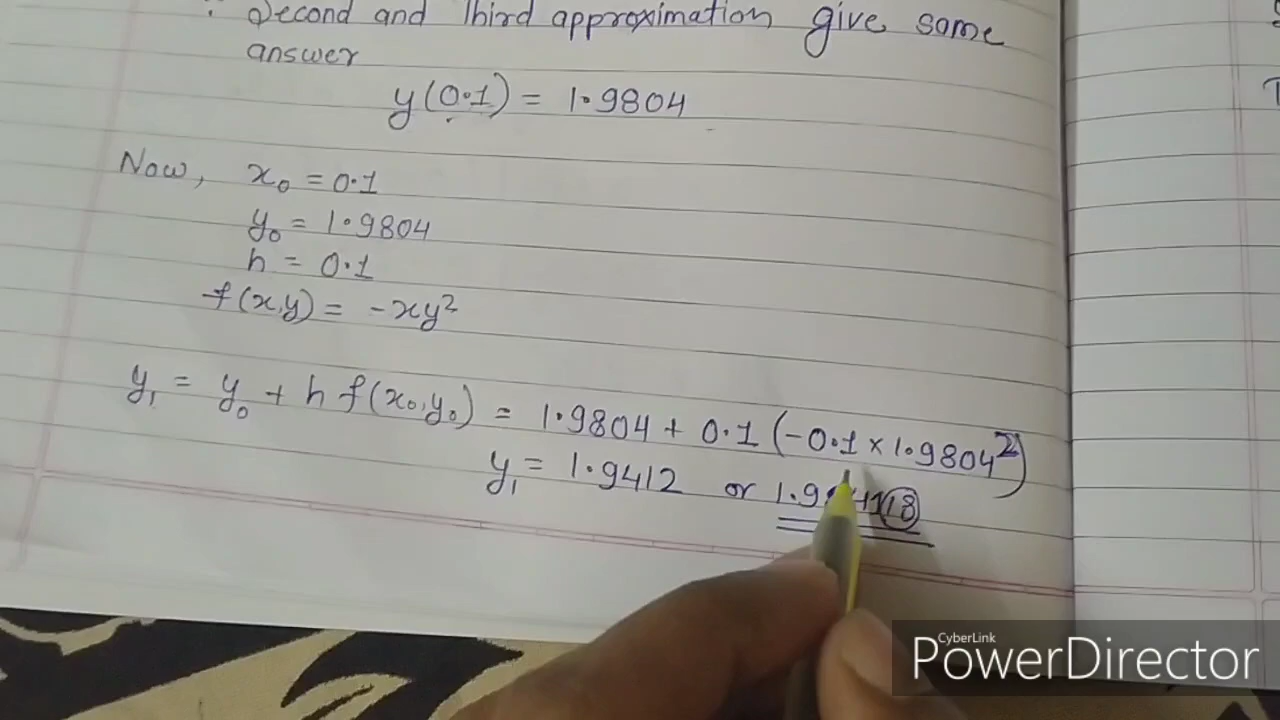 ∵ Second and Third approximation give same
answer
y(0.1) = 1.9804
Now, x₀ = 0.1
y₀ = 1.9804
h = 0.1
f(x,y) = -xy²
y₁ = y₀ + h f(x₀,y₀) = 1.9804 + 0.1 (-0.1 × 1.9804²)
y₁ = 1.9412 or
CyberLink
PowerDirector